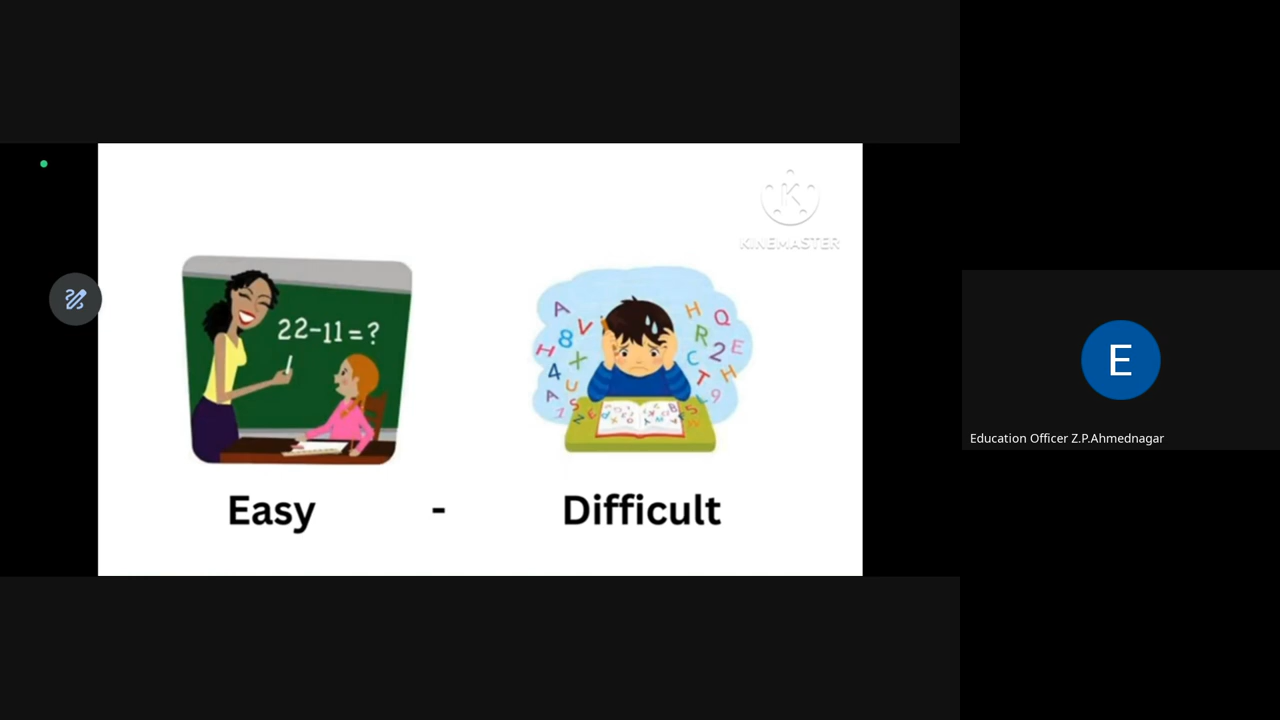 KINEMASTER
22-11=?
Easy - Difficult
E
Education Officer Z.P.Ahmednagar